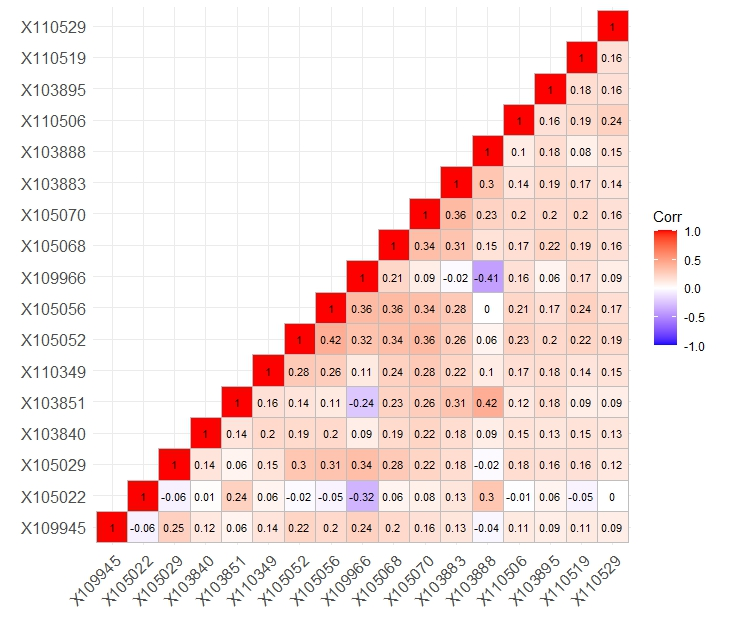 X110529 1
X110519 1 0.16
X103895 1 0.18 0.16
X110506 1 0.16 0.19 0.24
X103888 1 0.1 0.18 0.08 0.15
X103883 1 0.3 0.14 0.19 0.17 0.14
X105070 1 0.36 0.23 0.2 0.2 0.2 0.16
X105068 1 0.34 0.31 0.15 0.17 0.22 0.19 0.16
X109966 1 0.21 0.09 -0.02 -0.41 0.16 0.06 0.17 0.09
X105056 1 0.36 0.36 0.34 0.28 0 0.21 0.17 0.24 0.17
X105052 1 0.42 0.32 0.34 0.36 0.26 0.06 0.23 0.2 0.22 0.19
X110349 1 0.28 0.26 0.11 0.24 0.28 0.22 0.1 0.17 0.18 0.14 0.15
X103851 1 0.16 0.14 0.11 -0.24 0.23 0.26 0.31 0.42 0.12 0.18 0.09 0.09
X103840 1 0.14 0.2 0.19 0.2 0.09 0.19 0.22 0.18 0.09 0.15 0.13 0.15 0.13
X105029 1 0.14 0.06 0.15 0.3 0.31 0.34 0.28 0.22 0.18 -0.02 0.18 0.16 0.16 0.12
X105022 1 -0.06 0.01 0.24 0.06 -0.02 -0.05 -0.32 0.06 0.08 0.13 0.3 -0.01 0.06 -0.05 0
X109945 1 -0.06 0.25 0.12 0.06 0.14 0.22 0.2 0.24 0.2 0.16 0.13 -0.04 0.11 0.09 0.11 0.09
X109945 X105022 X105029 X103840 X103851 X110349 X105052 X105056 X109966 X105068 X105070 X103883 X103888 X110506 X103895 X110519 X110529
Corr
1.0
0.5
0.0
-0.5
-1.0